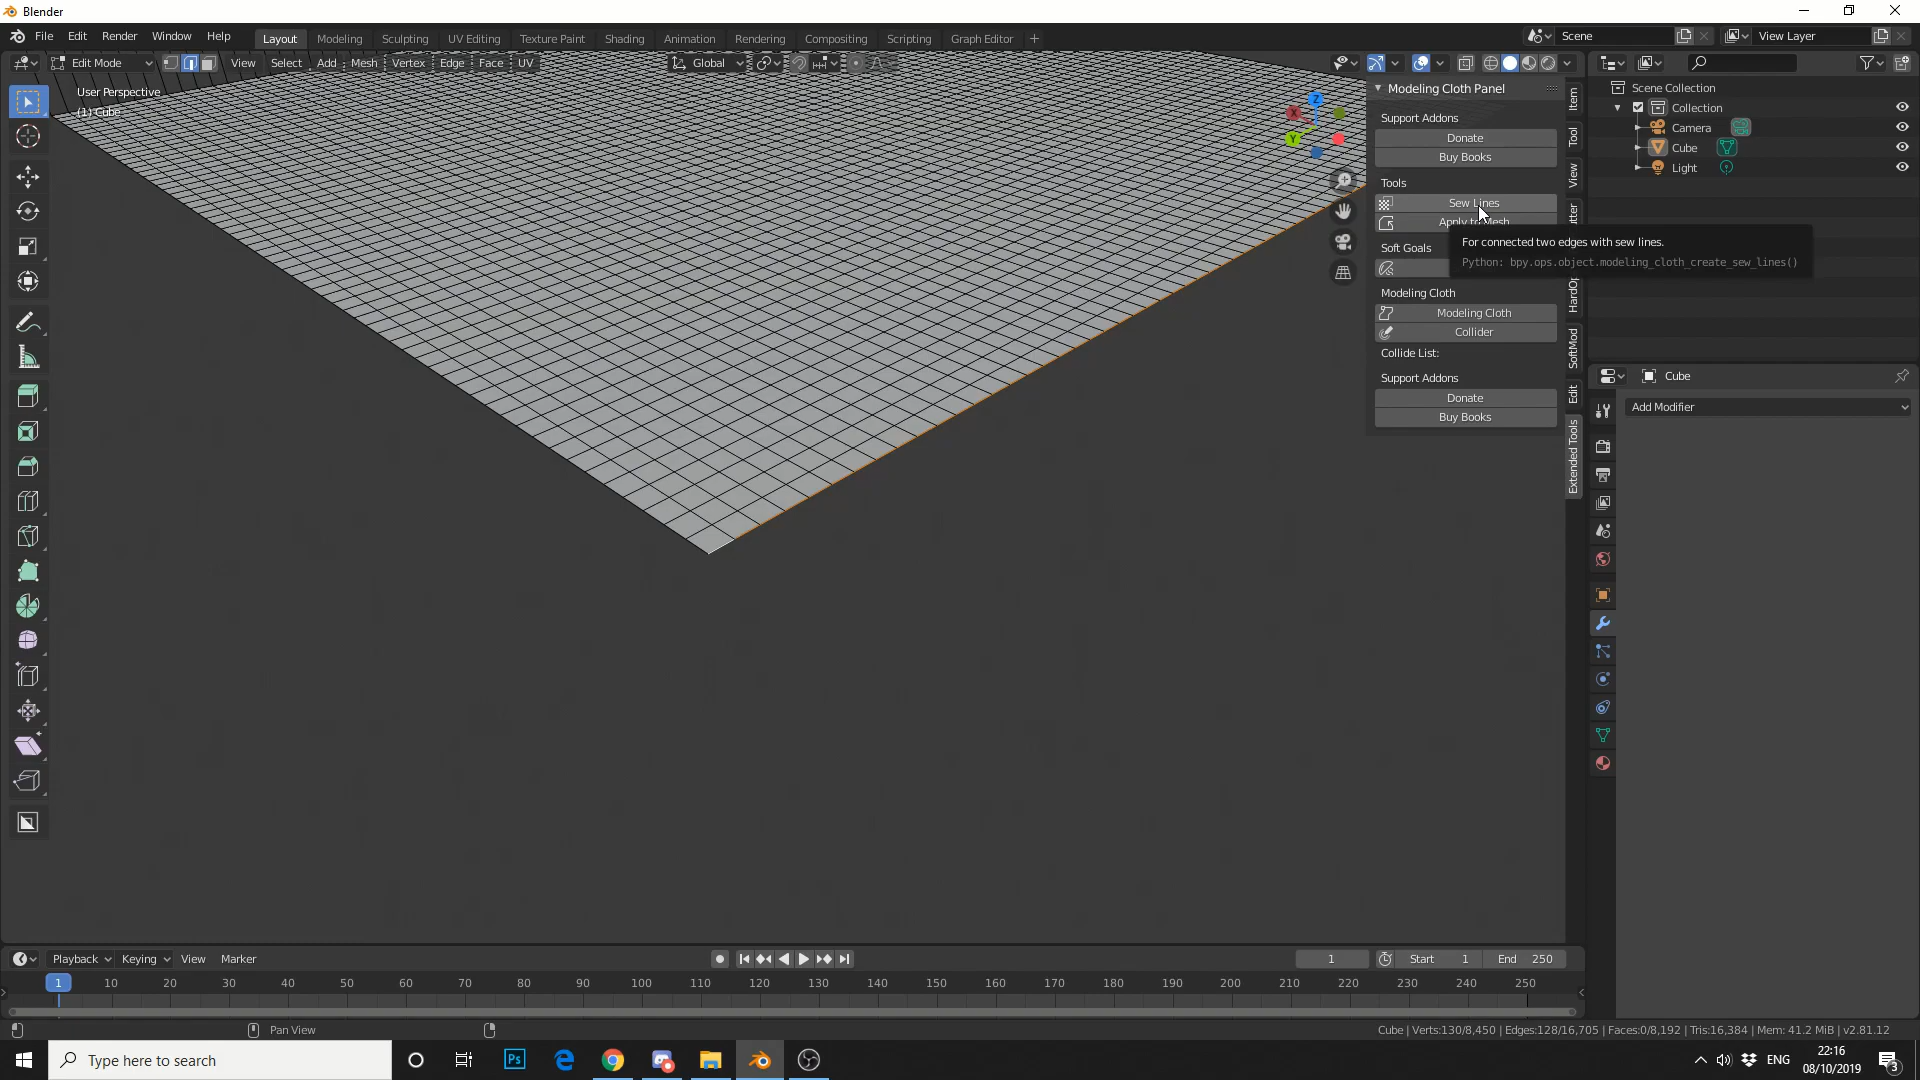 Blender
File Edit Render Window Help
Layout Modeling Sculpting UV Editing Texture Paint Shading Animation Rendering Compositing Scripting Graph Editor +
Scene View Layer
Edit Mode View Select Add Mesh Vertex Edge Face UV Global
User Perspective
(1) Cube
Modeling Cloth Panel
Support Addons
Donate
Buy Books
Tools
Sew Lines
Apply to Mesh
For connected two edges with sew lines.
Python: bpy.ops.object.modeling_cloth_create_sew_lines()
Soft Goals
Modeling Cloth
Modeling Cloth
Collider
Collide List:
Support Addons
Donate
Buy Books
Item
Tool
View
SoftMod
Edit
Extended Tools
X
Y
Z
Scene Collection
Collection
Camera
Cube
Light
Cube
Add Modifier
Playback Keying View Marker
1 Start 1 End 250
1 10 20 30 40 50 60 70 80 90 100 110 120 130 140 150 160 170 180 190 200 210 220 230 240 250
Pan View
Cube | Verts:130/8,450 | Edges:128/16,705 | Faces:0/8,192 | Tris:16,384 | Mem: 41.2 MiB | v2.81.12
Type here to search
Ps
ENG
22:16
08/10/2019
3